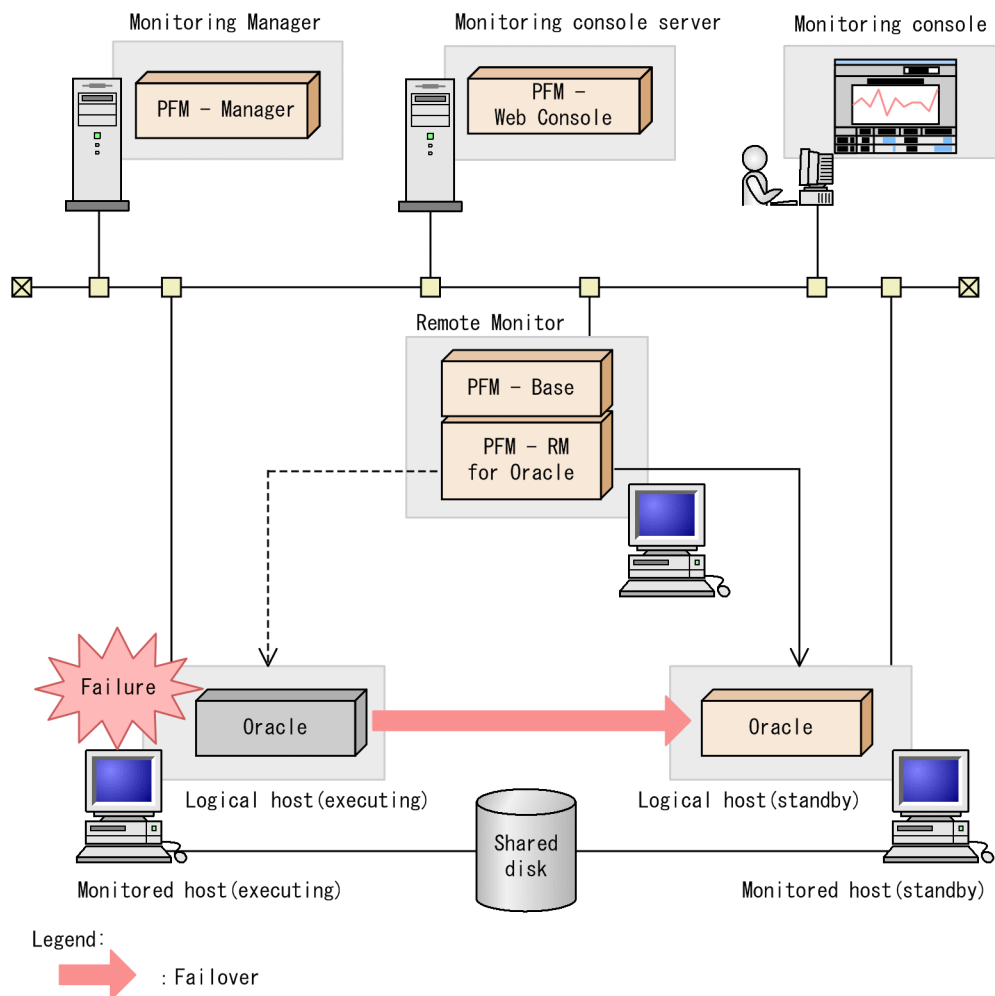 Monitoring Manager
Monitoring console server
Monitoring console
PFM - Manager
PFM -
Web Console
Remote Monitor
PFM - Base
PFM - RM
for Oracle
Failure
Oracle
Oracle
Logical host(executing)
Logical host(standby)
Shared
disk
Monitored host(executing)
Monitored host(standby)
Legend:
: Failover